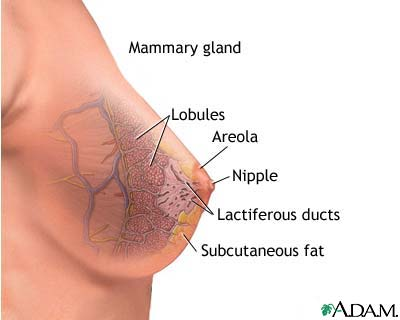 Mammary gland
Lobules
Areola
Nipple
Lactiferous ducts
Subcutaneous fat
A.D.A.M.